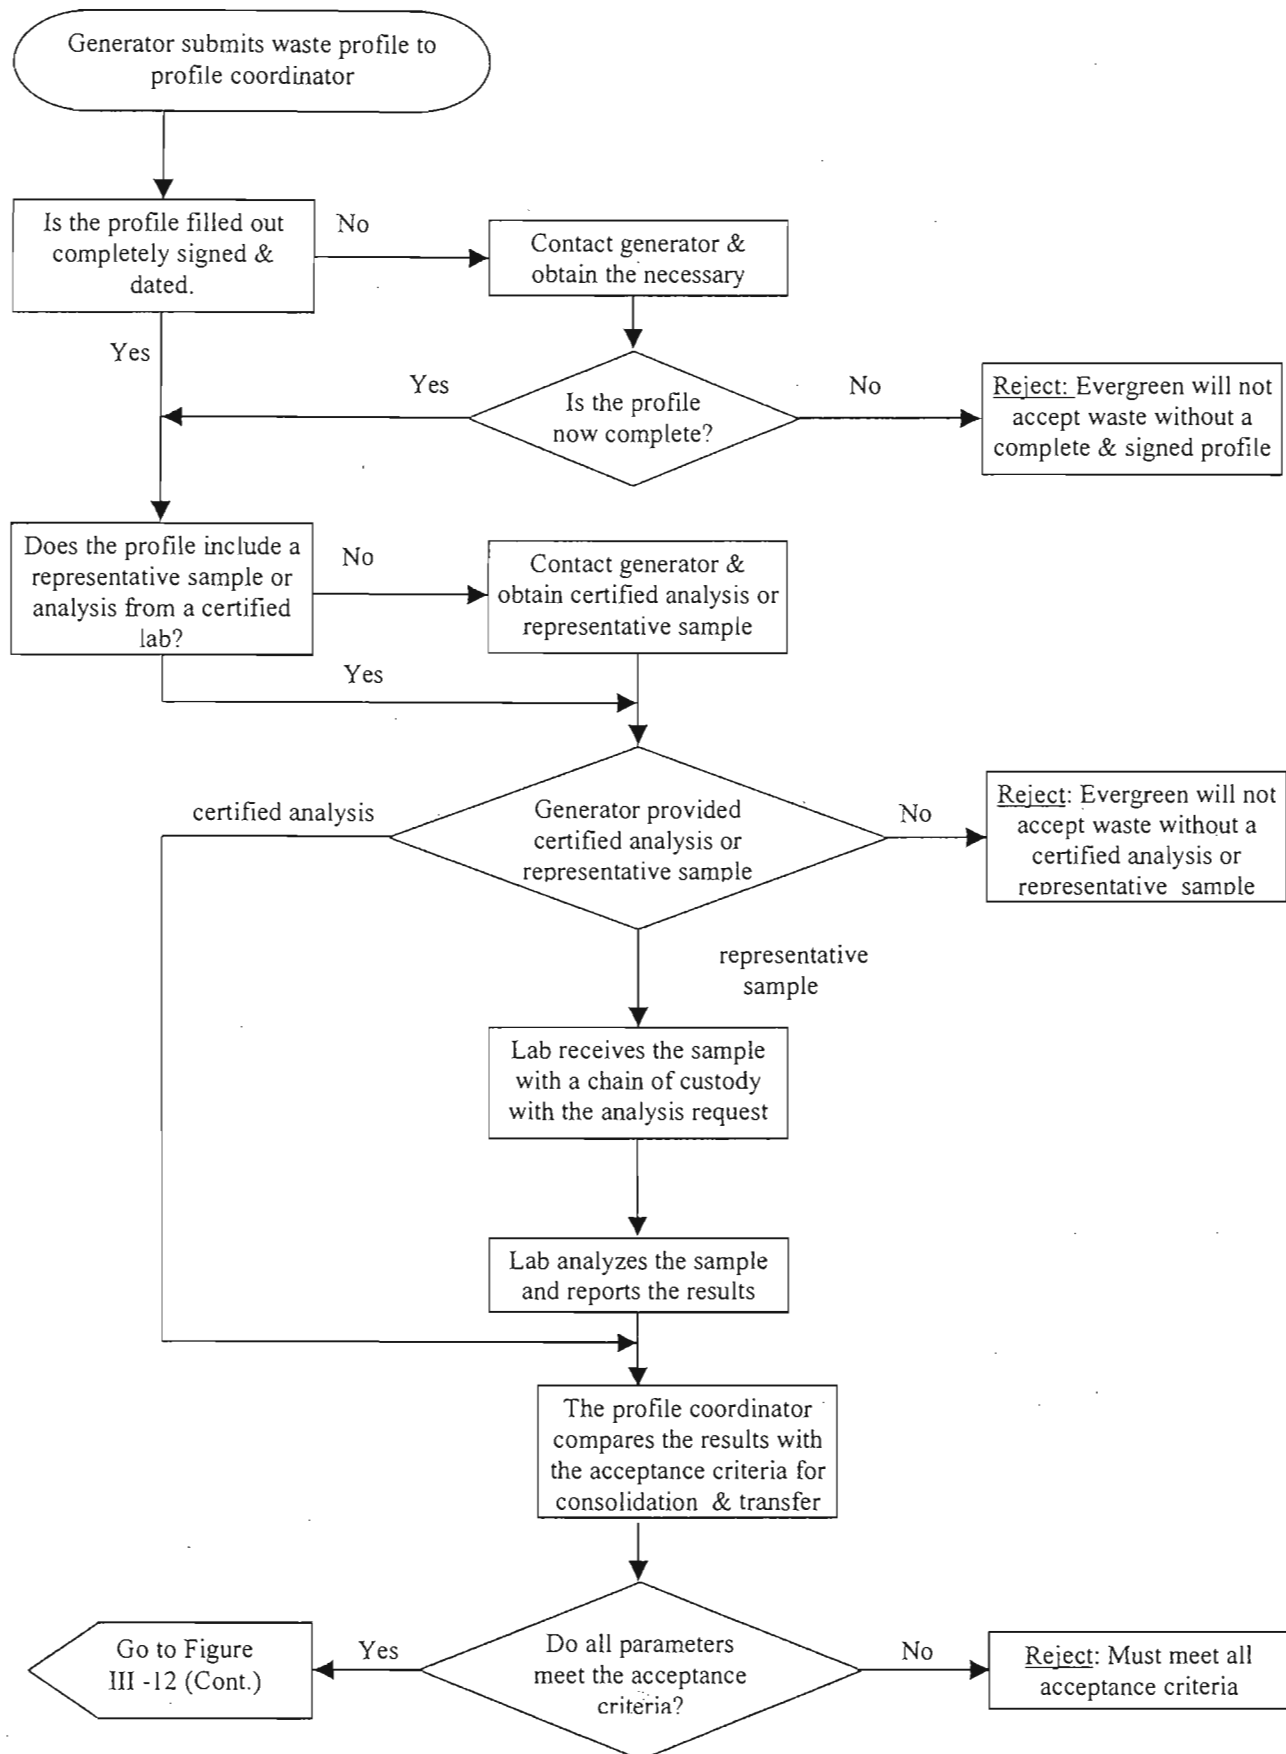 Generator submits waste profile to
profile coordinator
Is the profile filled out
completely signed &
dated.
No
Contact generator &
obtain the necessary
Yes
Yes
Is the profile
now complete?
No
Reject: Evergreen will not
accept waste without a
complete & signed profile
Does the profile include a
representative sample or
analysis from a certified
lab?
No
Contact generator &
obtain certified analysis or
representative sample
Yes
certified analysis
Generator provided
certified analysis or
representative sample
No
Reject: Evergreen will not
accept waste without a
certified analysis or
representative sample
representative
sample
Lab receives the sample
with a chain of custody
with the analysis request
Lab analyzes the sample
and reports the results
The profile coordinator
compares the results with
the acceptance criteria for
consolidation & transfer
Go to Figure
III -12 (Cont.)
Yes
Do all parameters
meet the acceptance
criteria?
No
Reject: Must meet all
acceptance criteria